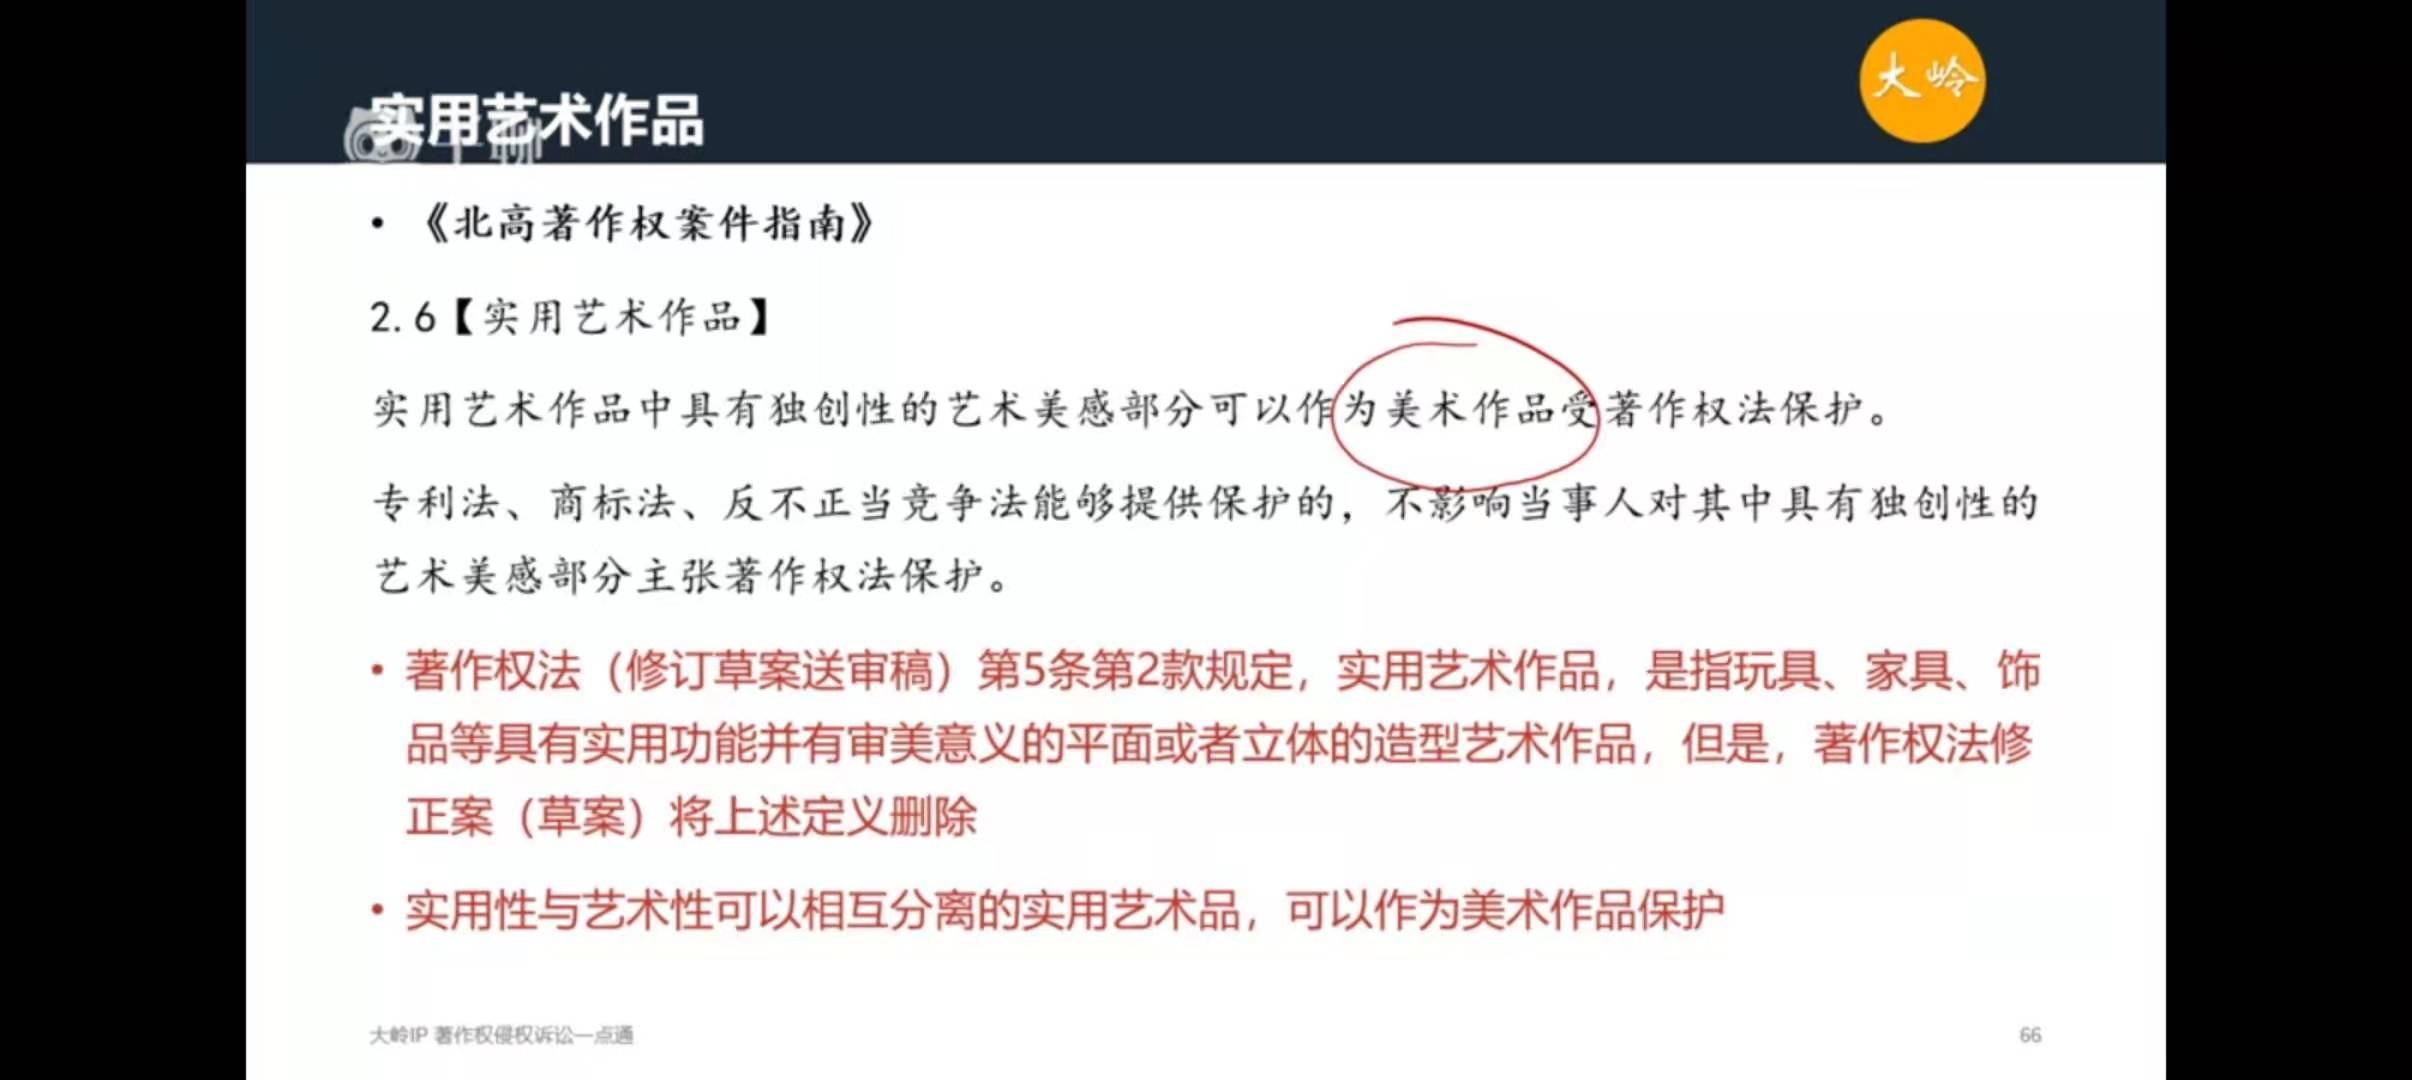 实用艺术作品
大岭
千聊
• 《北高著作权案件指南》
2.6【实用艺术作品】
实用艺术作品中具有独创性的艺术美感部分可以作为美术作品受著作权法保护。
专利法、商标法、反不正当竞争法能够提供保护的，不影响当事人对其中具有独创性的
艺术美感部分主张著作权法保护。
• 著作权法（修订草案送审稿）第5条第2款规定，实用艺术作品，是指玩具、家具、饰
品等具有实用功能并有审美意义的平面或者立体的造型艺术作品，但是，著作权法修
正案（草案）将上述定义删除
• 实用性与艺术性可以相互分离的实用艺术品，可以作为美术作品保护
大岭IP 著作权侵权诉讼一点通
66